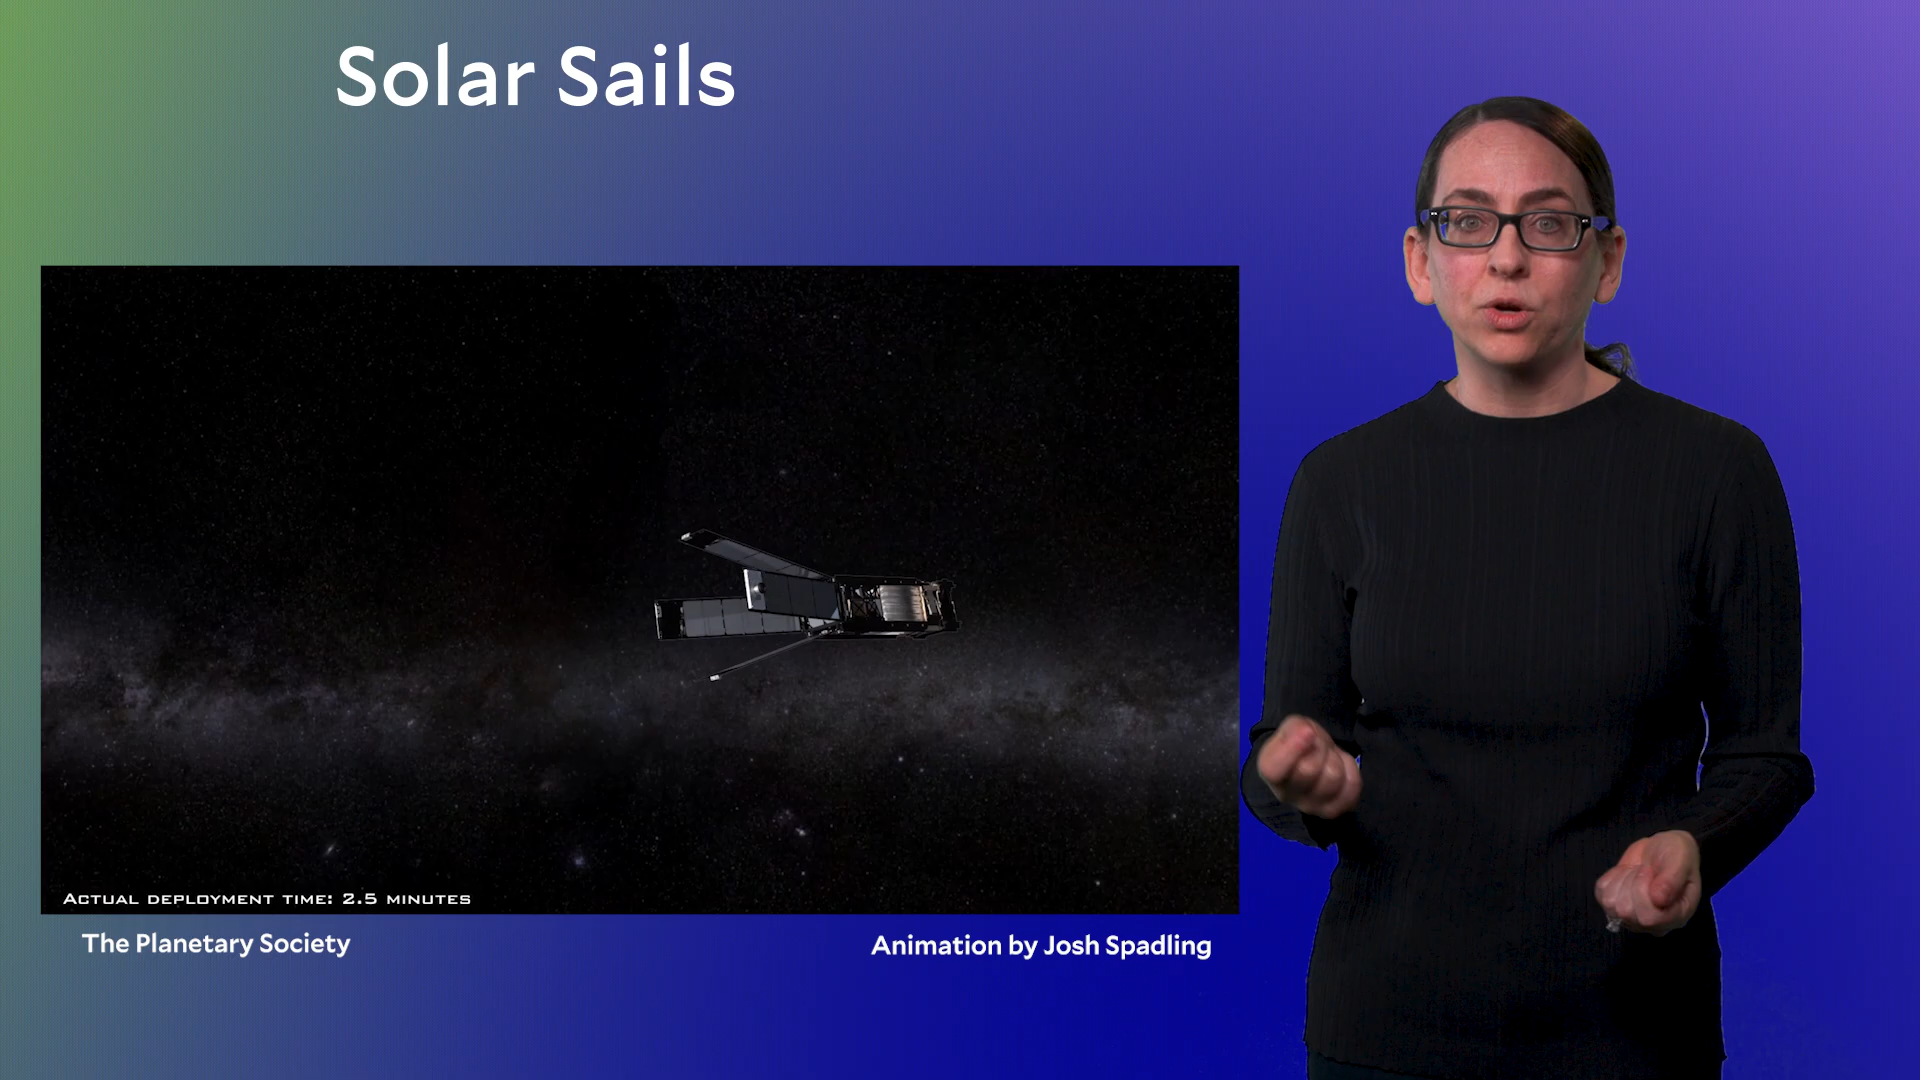 Solar Sails
Actual deployment time: 2.5 minutes
The Planetary Society
Animation by Josh Spadling